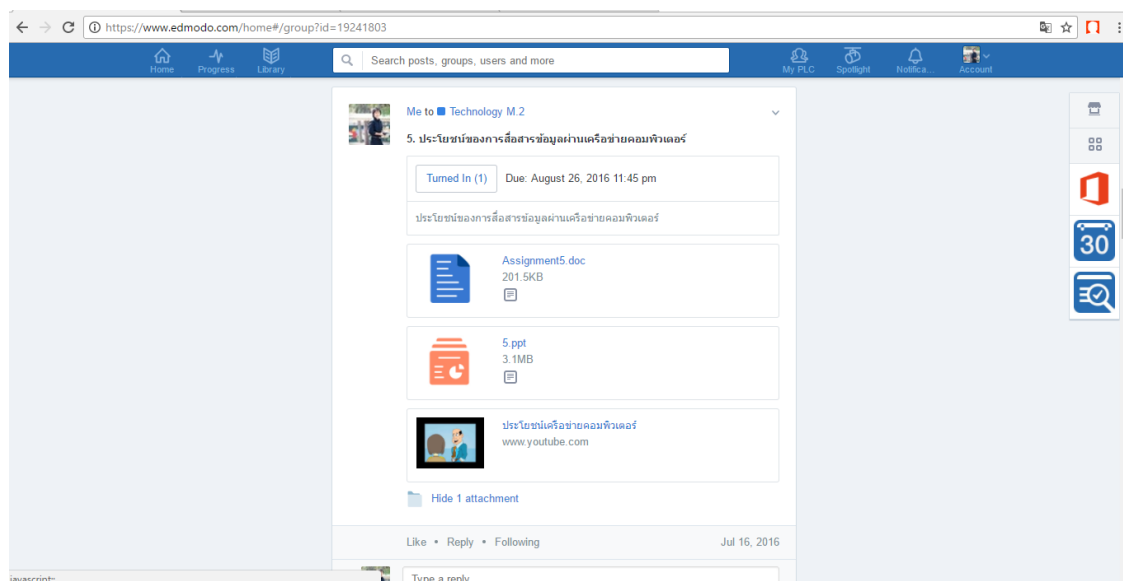 https://www.edmodo.com/home#/group?id=19241803
Home Progress Library Search posts, groups, users and more My PLC Spotlight Notifica... Account
Me to Technology M.2
5. ประโยชน์ของการสื่อสารข้อมูลผ่านเครือข่ายคอมพิวเตอร์
Turned In (1) Due: August 26, 2016 11:45 pm
ประโยชน์ของการสื่อสารข้อมูลผ่านเครือข่ายคอมพิวเตอร์
Assignment5.doc
201.5KB
30
5.ppt
3.1MB
ประโยชน์เครือข่ายคอมพิวเตอร์
www.youtube.com
Hide 1 attachment
Like • Reply • Following Jul 16, 2016
Type a reply
javascript: